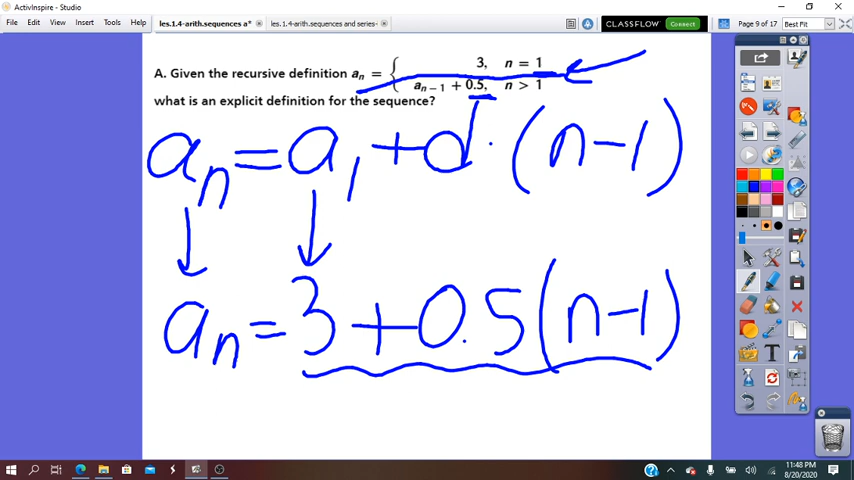 ActivInspire - Studio
File Edit View Insert Tools Help
CLASSFLOW Connect Page 9 of 17 Best Fit
les.1.4-arith.sequences a* les.1.4-arith.sequences and series-
A. Given the recursive definition aₙ = { 3, n = 1
aₙ₋₁ + 0.5, n > 1
what is an explicit definition for the sequence?
aₙ = a₁ + d · (n-1)
aₙ = 3 + 0.5(n-1)
11:48 PM
8/20/2020